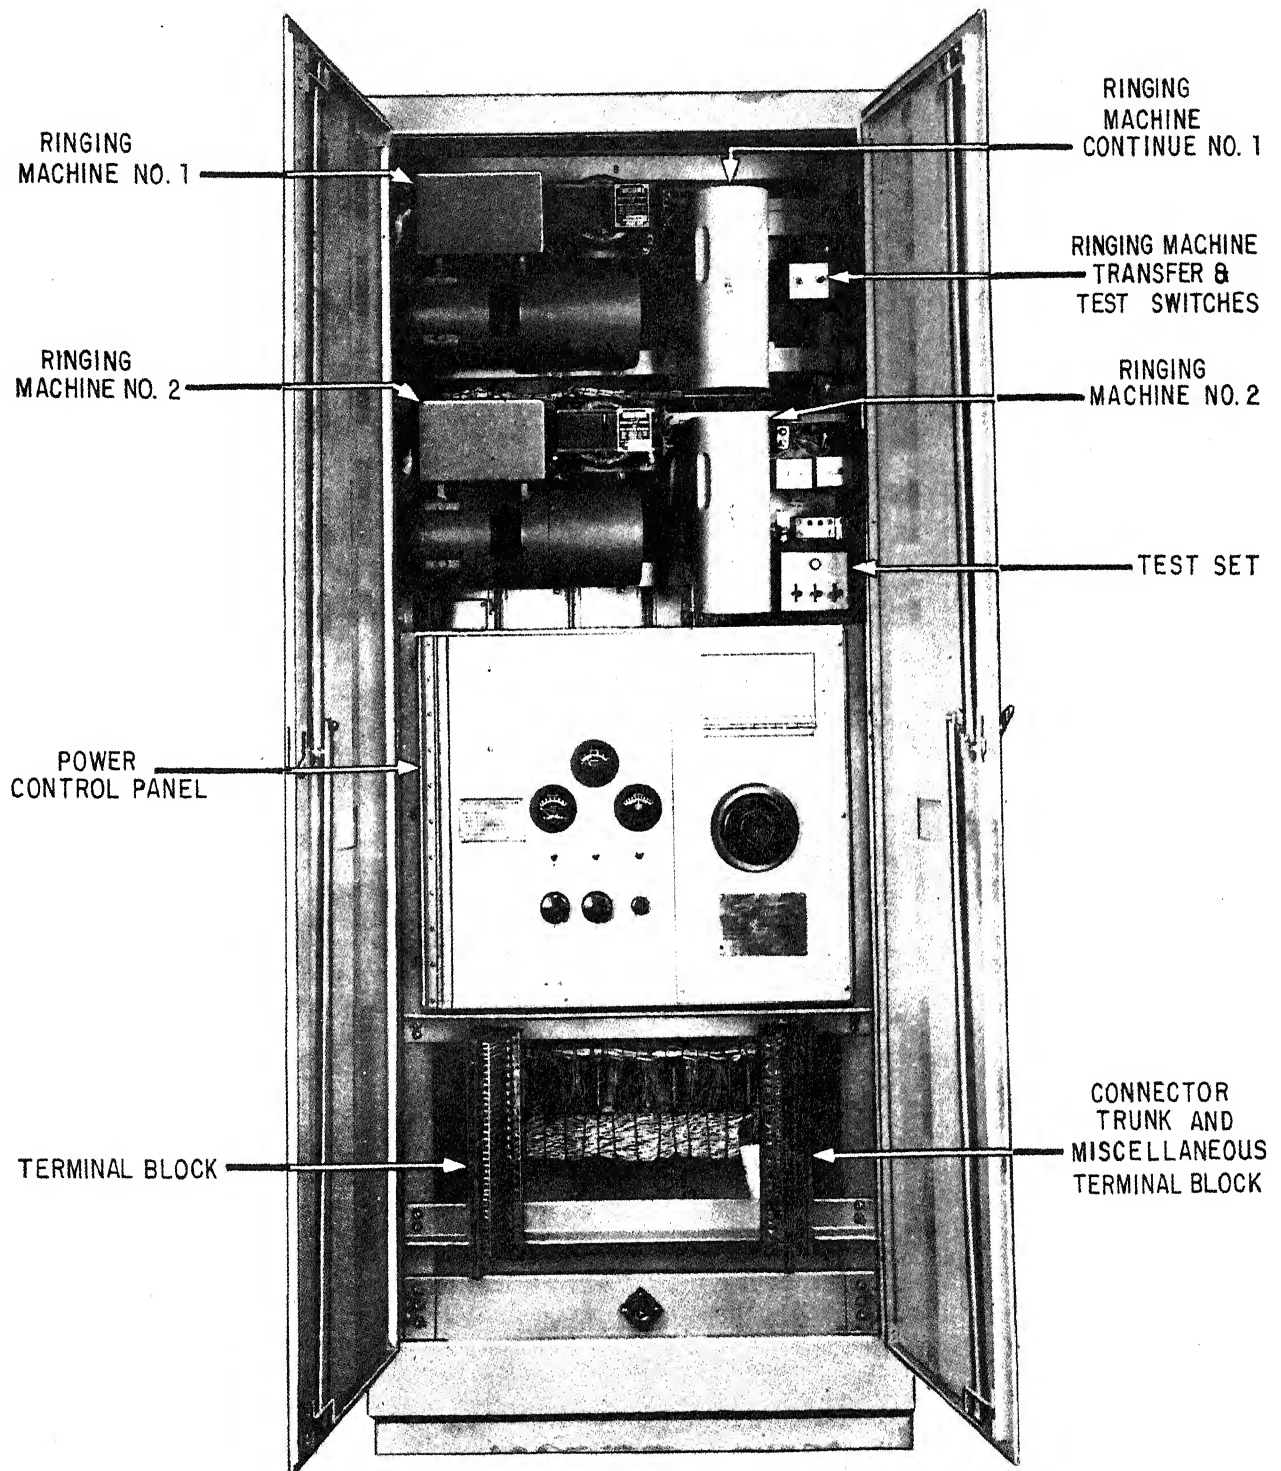 RINGING
MACHINE NO. 1
RINGING
MACHINE NO. 2
POWER
CONTROL PANEL
TERMINAL BLOCK
RINGING
MACHINE
CONTINUE NO. 1
RINGING MACHINE
TRANSFER &
TEST SWITCHES
RINGING
MACHINE NO. 2
TEST SET
CONNECTOR
TRUNK AND
MISCELLANEOUS
TERMINAL BLOCK